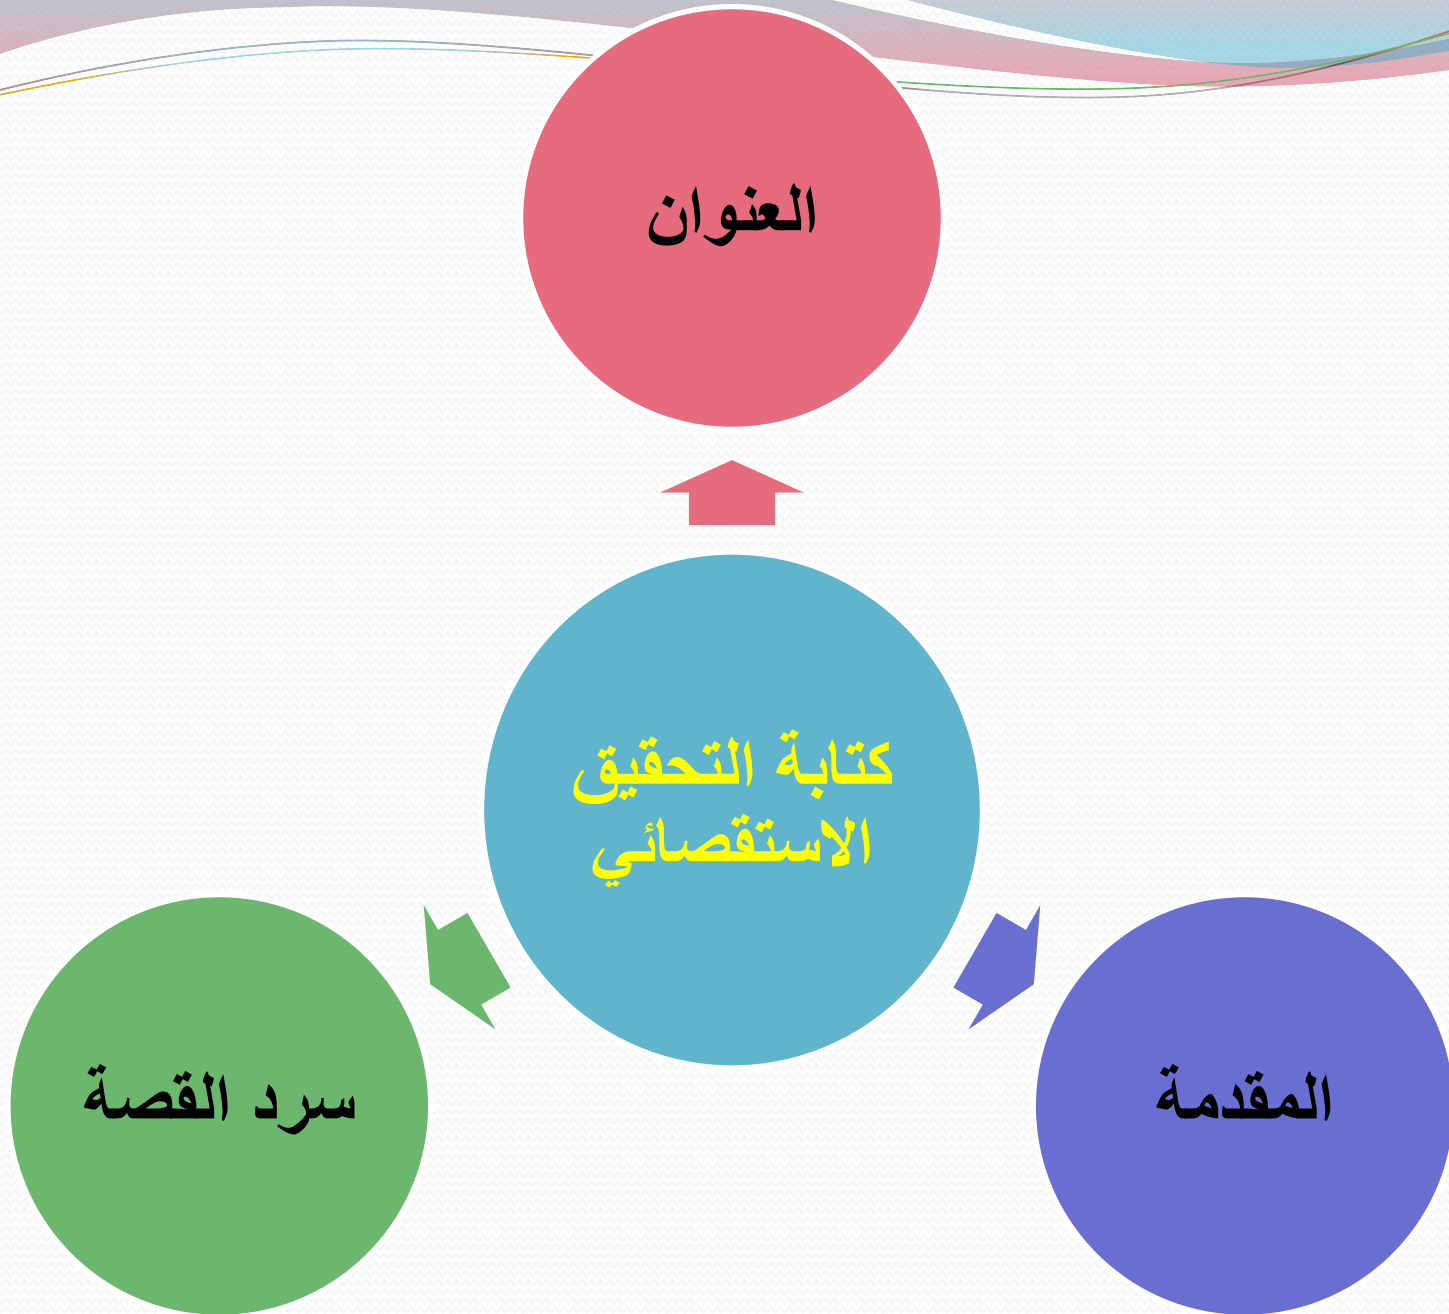 العنوان
كتابة التحقيق
الاستقصائي
المقدمة
سرد القصة